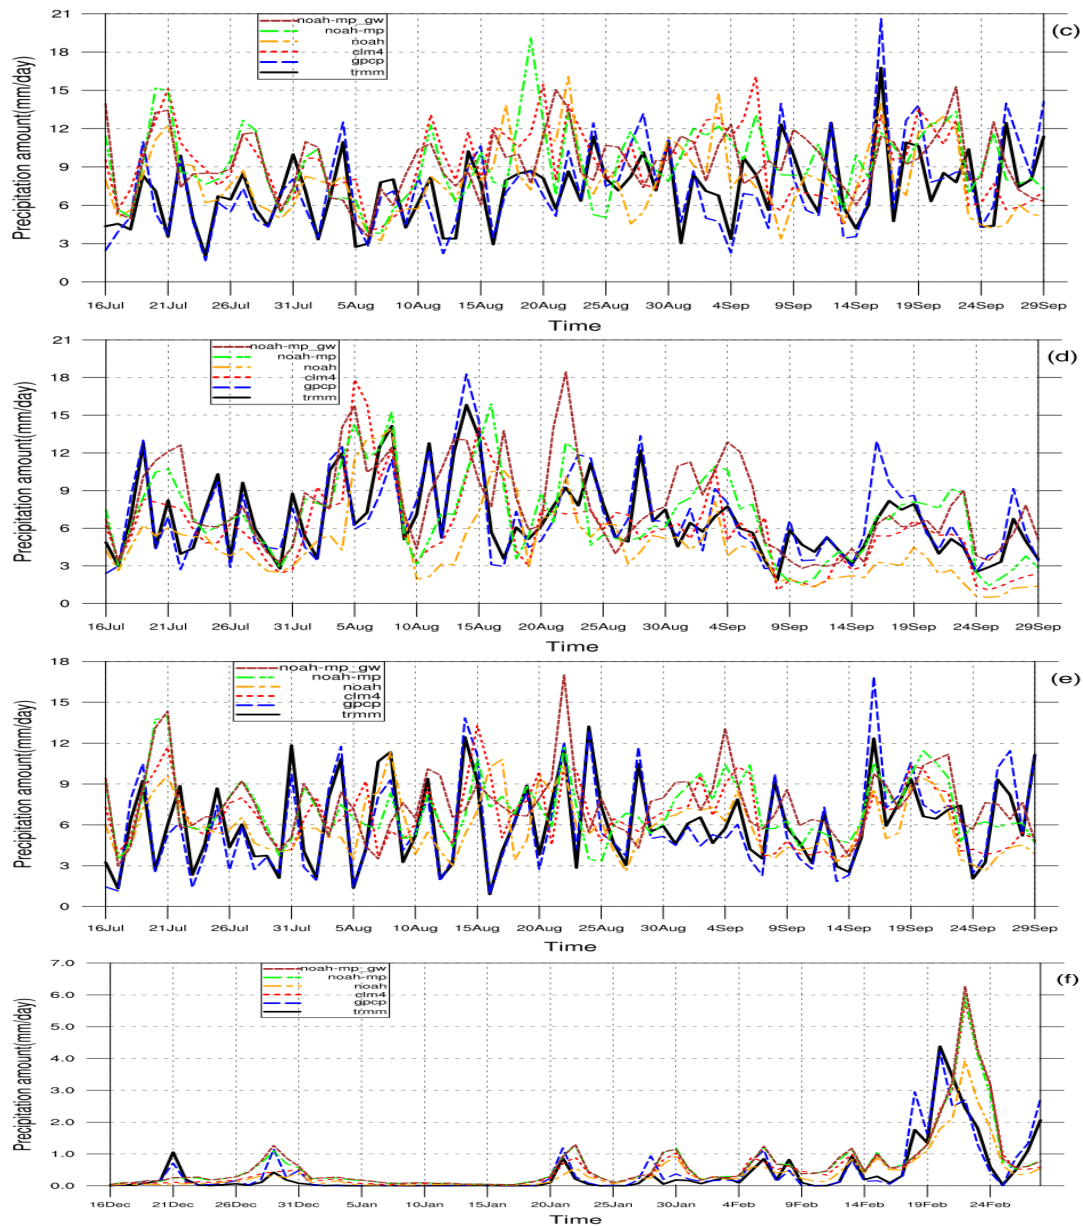 21
18
15
12
9
6
3
0
Precipitation amount(mm/day)
noah-mp_gw
noah-mp
noah
clm4
gpcp
trmm
(c)
16Jul 21Jul 26Jul 31Jul 5Aug 10Aug 15Aug 20Aug 25Aug 30Aug 4Sep 9Sep 14Sep 19Sep 24Sep 29Sep
Time
21
18
15
12
9
6
3
0
Precipitation amount(mm/day)
noah-mp_gw
noah-mp
noah
clm4
gpcp
trmm
(d)
16Jul 21Jul 26Jul 31Jul 5Aug 10Aug 15Aug 20Aug 25Aug 30Aug 4Sep 9Sep 14Sep 19Sep 24Sep 29Sep
Time
18
15
12
9
6
3
0
Precipitation amount(mm/day)
noah-mp_gw
noah-mp
noah
clm4
gpcp
trmm
(e)
16Jul 21Jul 26Jul 31Jul 5Aug 10Aug 15Aug 20Aug 25Aug 30Aug 4Sep 9Sep 14Sep 19Sep 24Sep 29Sep
Time
7.0
6.0
5.0
4.0
3.0
2.0
1.0
0.0
Precipitation amount(mm/day)
noah-mp_gw
noah-mp
noah
clm4
gpcp
trmm
(f)
16Dec 21Dec 26Dec 31Dec 5Jan 10Jan 15Jan 20Jan 25Jan 30Jan 4Feb 9Feb 14Feb 19Feb 24Feb
Time